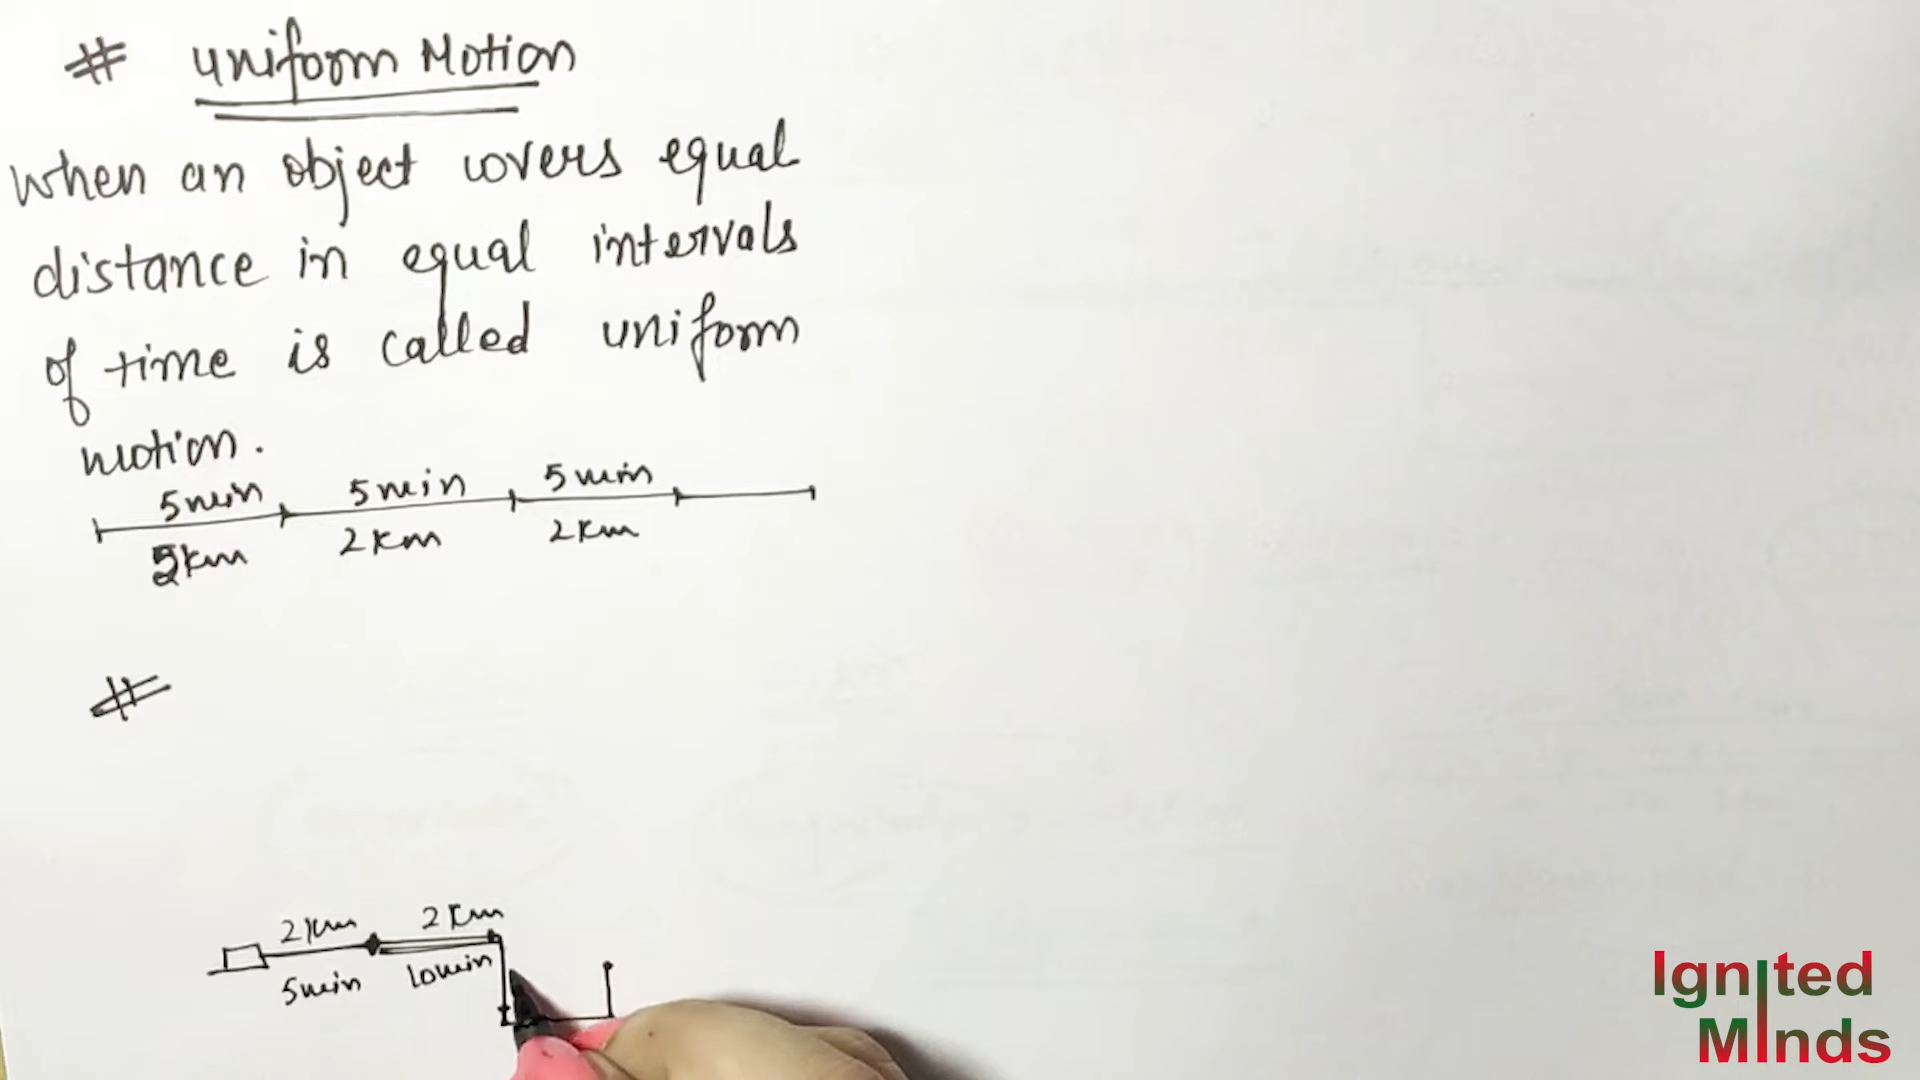 # uniform Motion
when an object covers equal
distance in equal intervals
of time is called uniform
motion.
5min 5min 5min
2km 2km 2km
#
2km 2km
5min 10min
Ignited
Minds